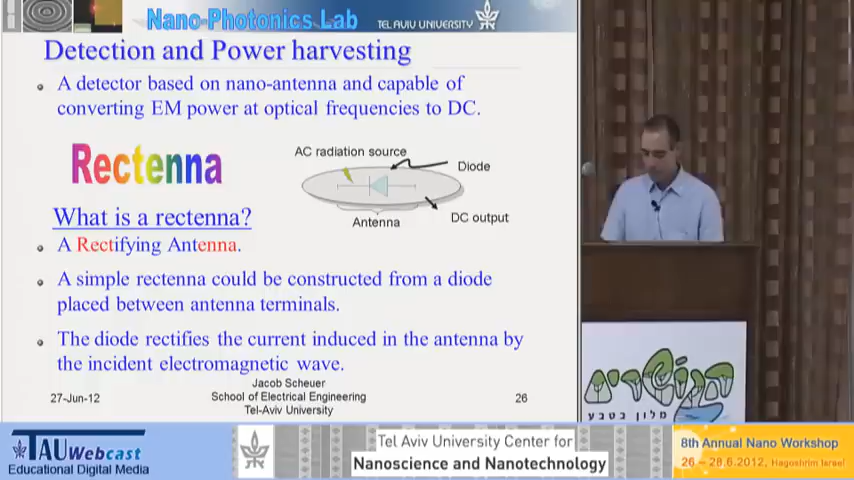 Nano-Photonics Lab
TEL AVIV UNIVERSITY
Detection and Power harvesting
A detector based on nano-antenna and capable of
converting EM power at optical frequencies to DC.
Rectenna
AC radiation source
Diode
Antenna
DC output
What is a rectenna?
A Rectifying Antenna.
A simple rectenna could be constructed from a diode
placed between antenna terminals.
The diode rectifies the current induced in the antenna by
the incident electromagnetic wave.
27-Jun-12
Jacob Scheuer
School of Electrical Engineering
Tel-Aviv University
26
הגושרים
מלון בטבע
TAU Webcast
Educational Digital Media
Tel Aviv University Center for
Nanoscience and Nanotechnology
8th Annual Nano Workshop
26 – 28.6.2012, Hagoshrim Israel